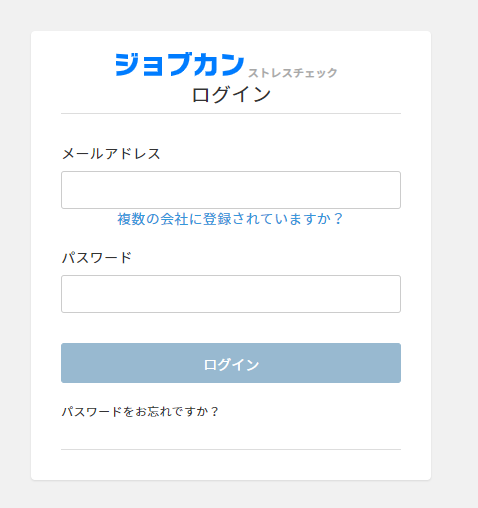 ジョブカン ストレスチェック
ログイン
メールアドレス
複数の会社に登録されていますか？
パスワード
ログイン
パスワードをお忘れですか？